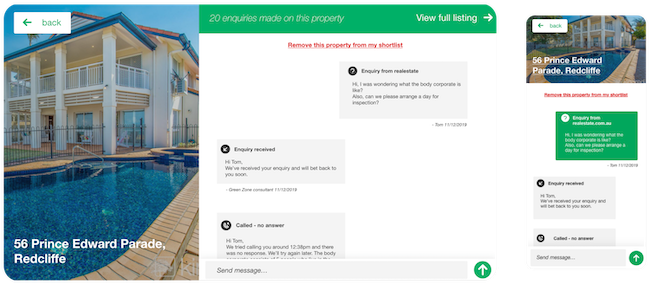 back
20 enquiries made on this property
View full listing
Remove this property from my shortlist
Enquiry from realestate
Hi, I was wondering what the body corporate is
like?
Also, can we please arrange a day for
inspection?
- Tom 11/12/2019
Enquiry received
Hi Tom,
We've received your enquiry and will bet back to
you soon.
- Green Zone consultant 11/12/2019
Called - no answer
Hi Tom,
We tried calling you around 12:38pm and there
was no response. We'll try again later. The body
56 Prince Edward Parade,
Redcliffe
Send message....
back
56 Prince Edward
Parade, Redcliffe
Remove this property from my shortlist
Enquiry from
realestate.com.au
Hi, I was wondering what the
body corporate is like?
Also, can we please arrange a day
for inspection?
- Tom 11/12/2019
Enquiry received
Hi Tom,
We've received your enquiry and
will bet back to you soon.
Called - no answer
Send message....